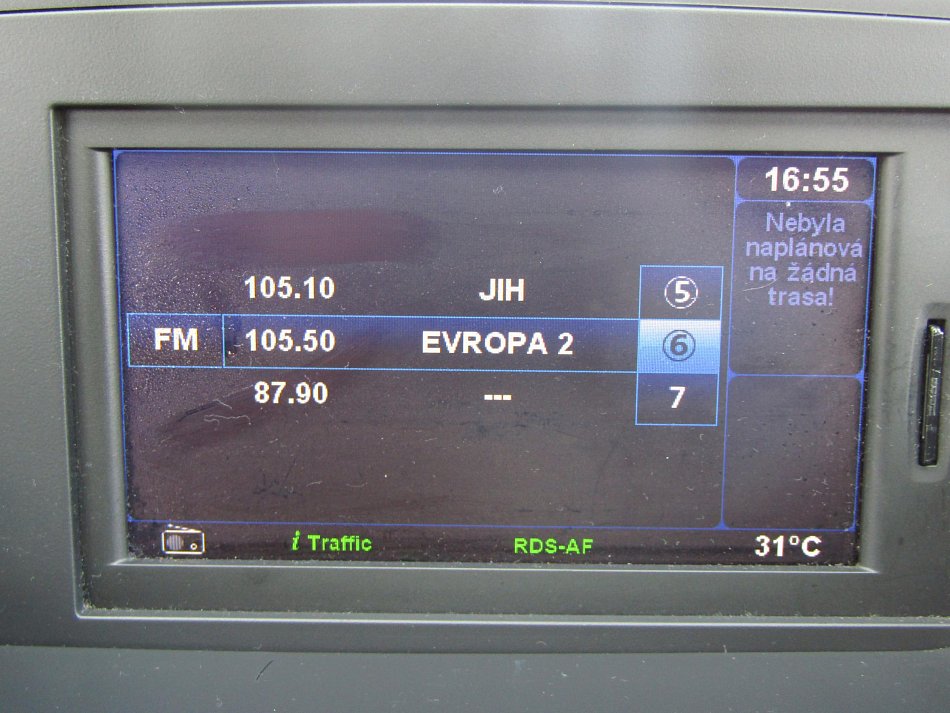 16:55
Nebyla
naplánová
na žádná
trasa!
105.10 JIH ⑤
FM 105.50 EVROPA 2 ⑥
87.90 --- 7
i Traffic RDS-AF 31°C